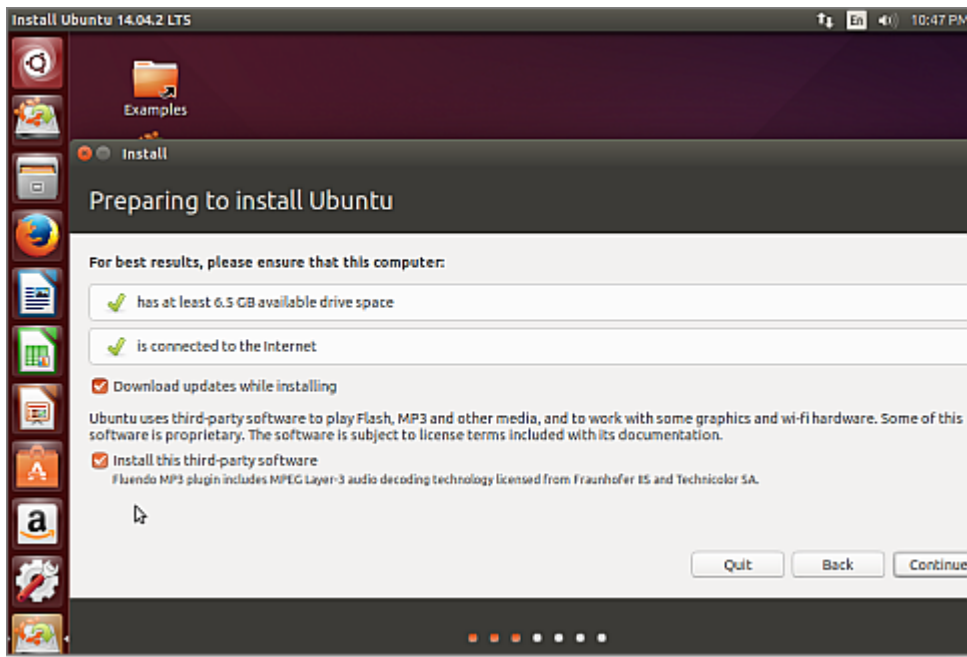 Install Ubuntu 14.04.2 LTS En 10:47 PM
Examples
Install
Preparing to install Ubuntu
For best results, please ensure that this computer:
has at least 6.5 GB available drive space
is connected to the Internet
Download updates while installing
Ubuntu uses third-party software to play Flash, MP3 and other media, and to work with some graphics and wi-fi hardware. Some of this
software is proprietary. The software is subject to license terms included with its documentation.
Install this third-party software
Fluendo MP3 plugin includes MPEG Layer-3 audio decoding technology licensed from Fraunhofer IIS and Technicolor SA.
a
Quit Back Continue